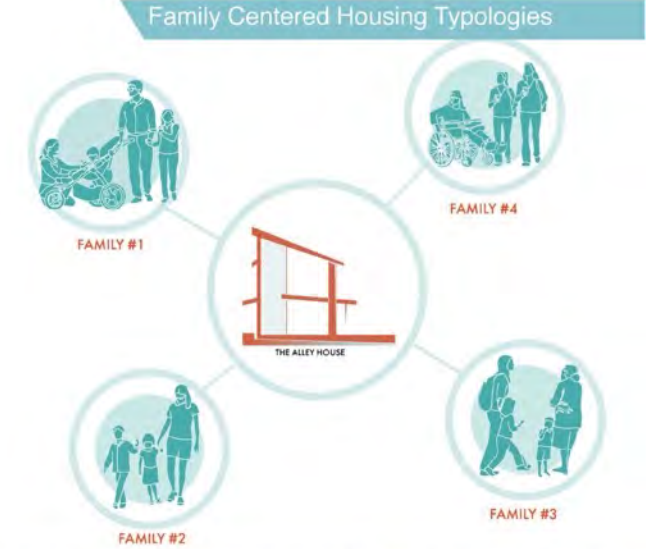 Family Centered Housing Typologies
FAMILY #1
FAMILY #4
THE ALLEY HOUSE
FAMILY #2
FAMILY #3